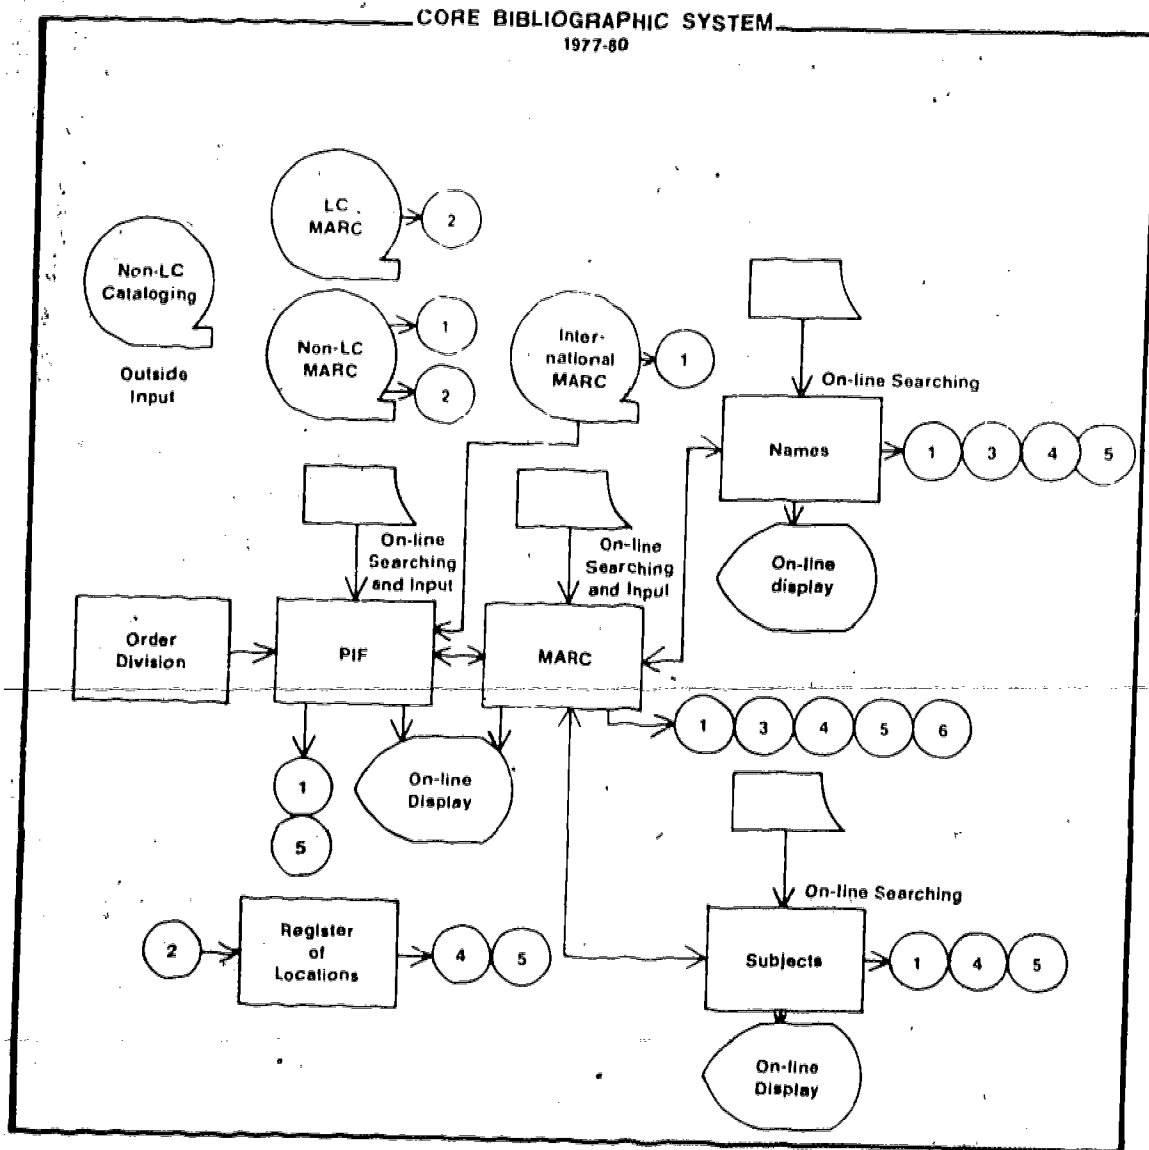 CORE BIBLIOGRAPHIC SYSTEM
1977-80
LC
MARC
2
Non-LC
Cataloging
Outside
Input
Non-LC
MARC
1
2
Inter-
national
MARC
1
On-line Searching
Names
1 3 4 5
On-line
display
On-line
Searching
and Input
On-line
Searching
and Input
Order
Division
PIF
MARC
1 3 4 5 6
1
5
On-line
Display
On-line Searching
2
Register
of
Locations
4 5
Subjects
1 4 5
On-line
Display